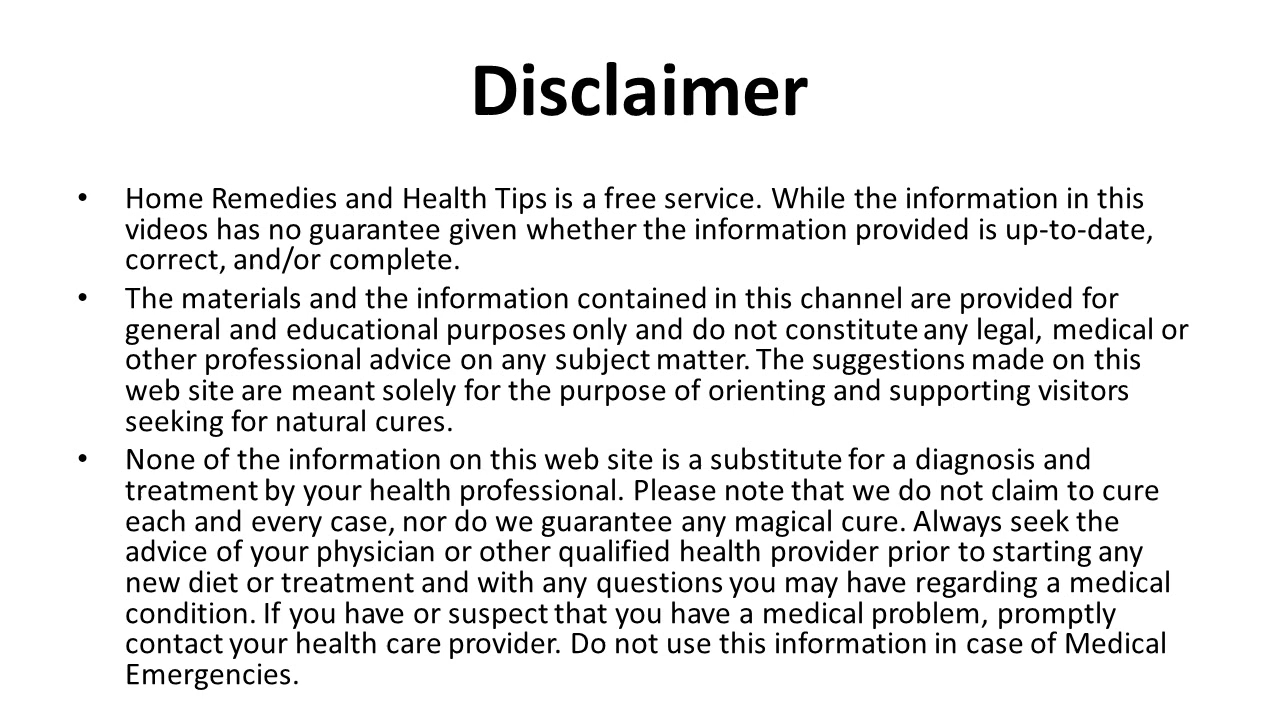 Disclaimer
• Home Remedies and Health Tips is a free service. While the information in this
videos has no guarantee given whether the information provided is up-to-date,
correct, and/or complete.
• The materials and the information contained in this channel are provided for
general and educational purposes only and do not constitute any legal, medical or
other professional advice on any subject matter. The suggestions made on this
web site are meant solely for the purpose of orienting and supporting visitors
seeking for natural cures.
• None of the information on this web site is a substitute for a diagnosis and
treatment by your health professional. Please note that we do not claim to cure
each and every case, nor do we guarantee any magical cure. Always seek the
advice of your physician or other qualified health provider prior to starting any
new diet or treatment and with any questions you may have regarding a medical
condition. If you have or suspect that you have a medical problem, promptly
contact your health care provider. Do not use this information in case of Medical
Emergencies.